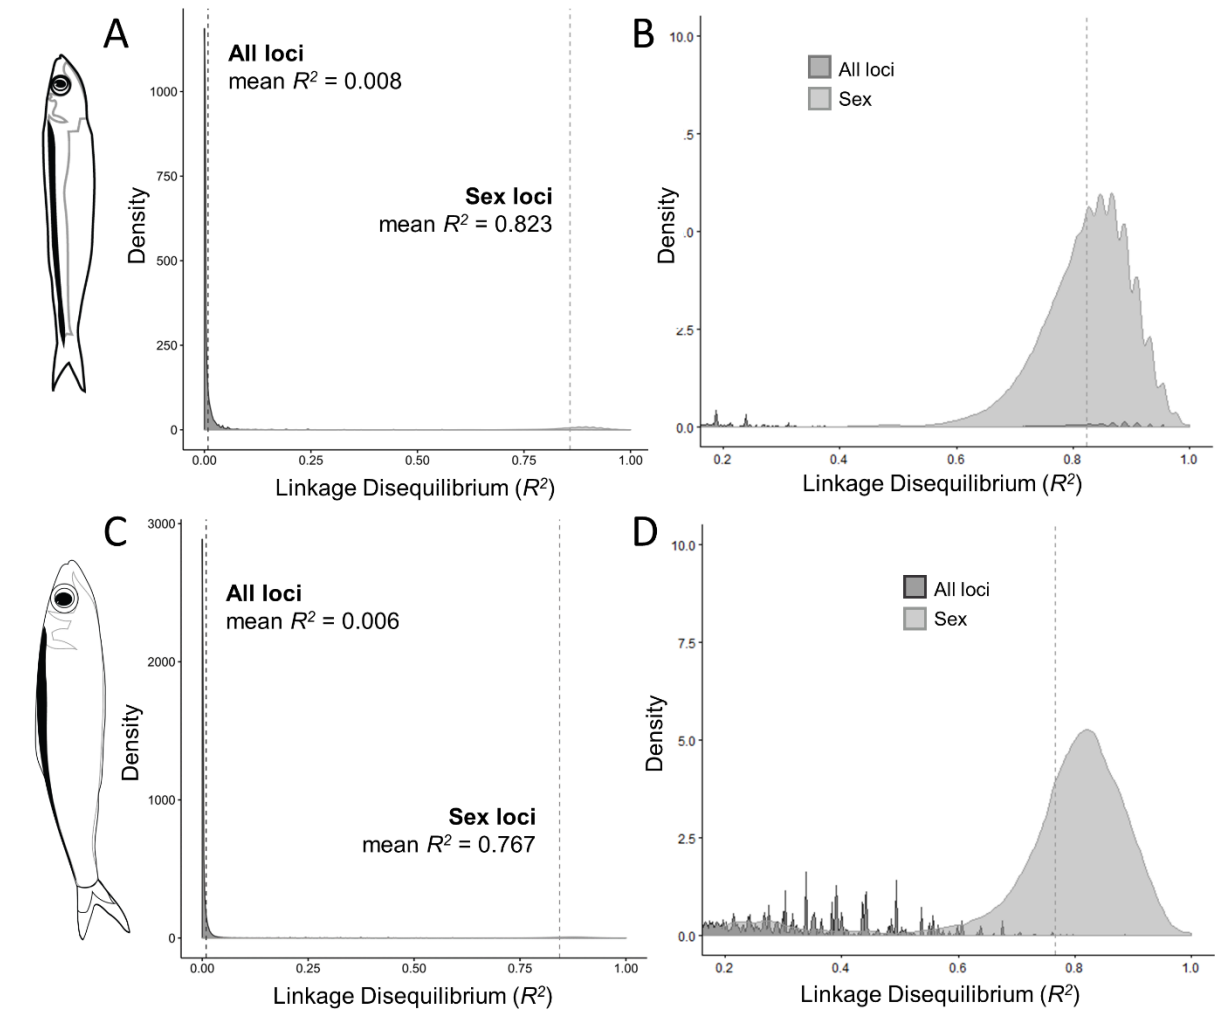 A
All loci
mean R² = 0.008
Sex loci
mean R² = 0.823
Density
1000
750
500
250
0
0.00 0.25 0.50 0.75 1.00
Linkage Disequilibrium (R²)
B
All loci
Sex
Density
10.0
.5
.0
2.5
0.0
0.2 0.4 0.6 0.8 1.0
Linkage Disequilibrium (R²)
C
All loci
mean R² = 0.006
Sex loci
mean R² = 0.767
Density
3000
2000
1000
0
0.00 0.25 0.50 0.75 1.00
Linkage Disequilibrium (R²)
D
All loci
Sex
Density
10.0
7.5
5.0
2.5
0.0
0.2 0.4 0.6 0.8 1.0
Linkage Disequilibrium (R²)